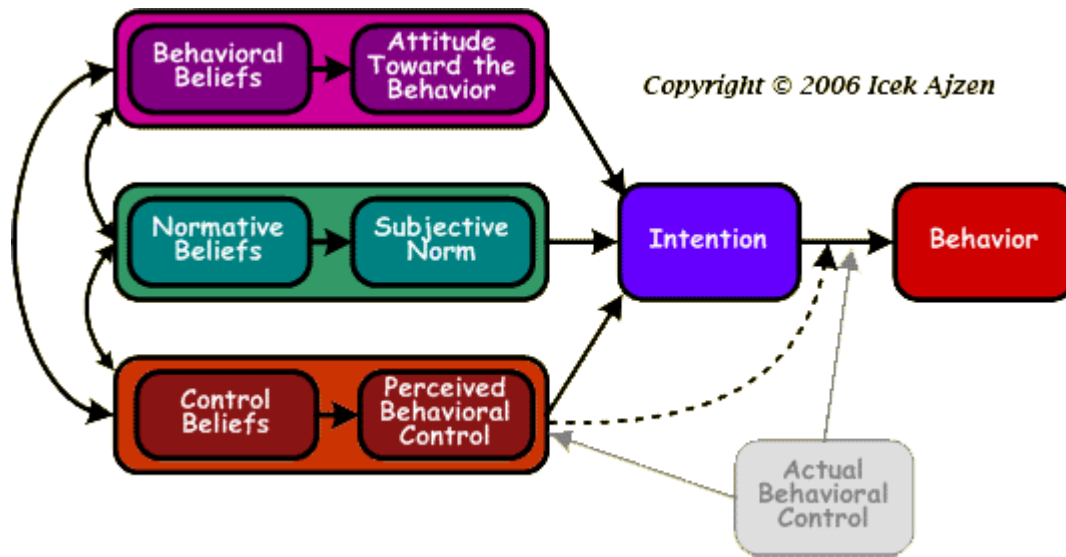 Behavioral
Beliefs
Attitude
Toward the
Behavior
Copyright © 2006 Icek Ajzen
Normative
Beliefs
Subjective
Norm
Intention
Behavior
Control
Beliefs
Perceived
Behavioral
Control
Actual
Behavioral
Control